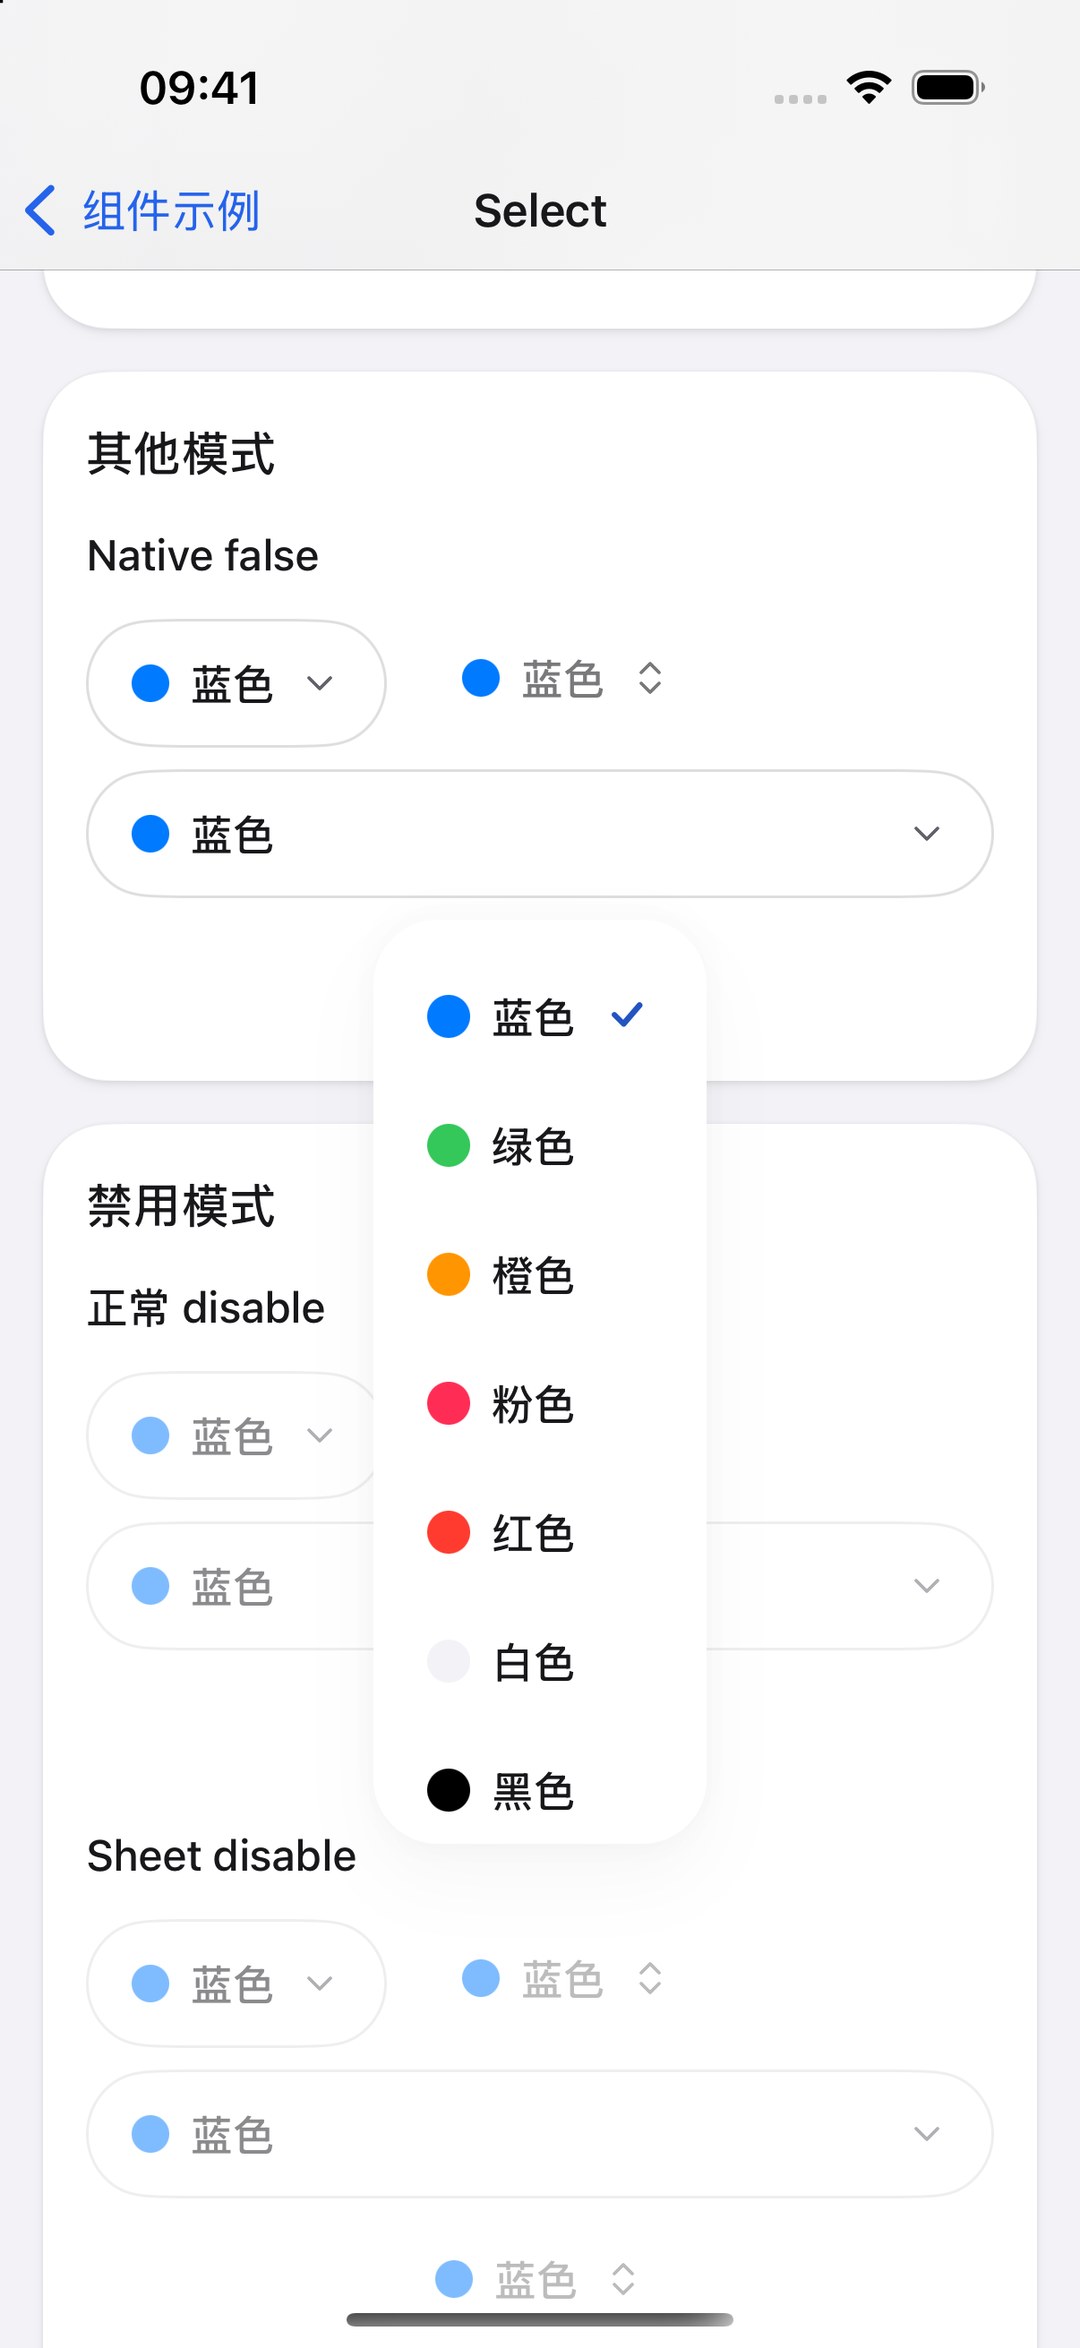 09:41
组件示例
Select
其他模式
Native false
蓝色
蓝色
蓝色
蓝色
绿色
橙色
粉色
红色
白色
黑色
禁用模式
正常 disable
蓝色
蓝色
Sheet disable
蓝色
蓝色
蓝色
蓝色